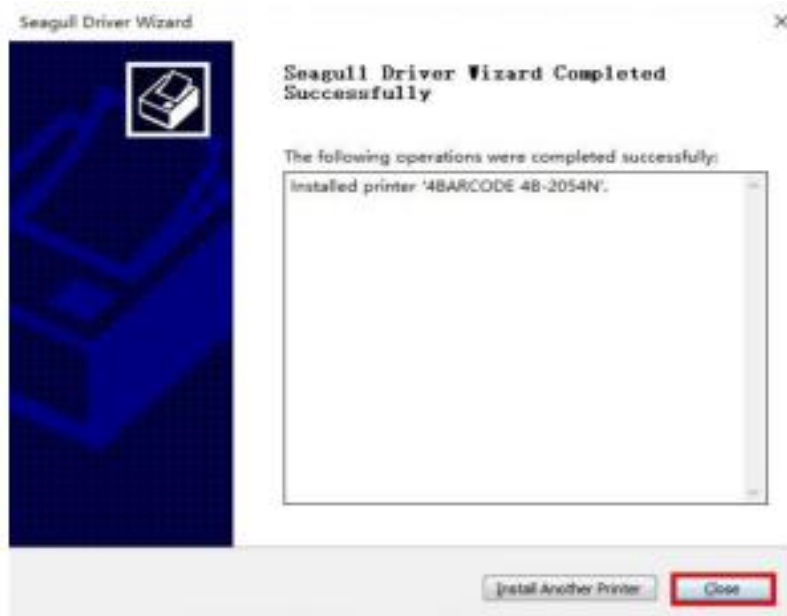 Seagull Driver Wizard
Seagull Driver Wizard Completed
Successfully
The following operations were completed successfully:
Installed printer '4BARCODE 4B-2054N'.
Install Another Printer
Close